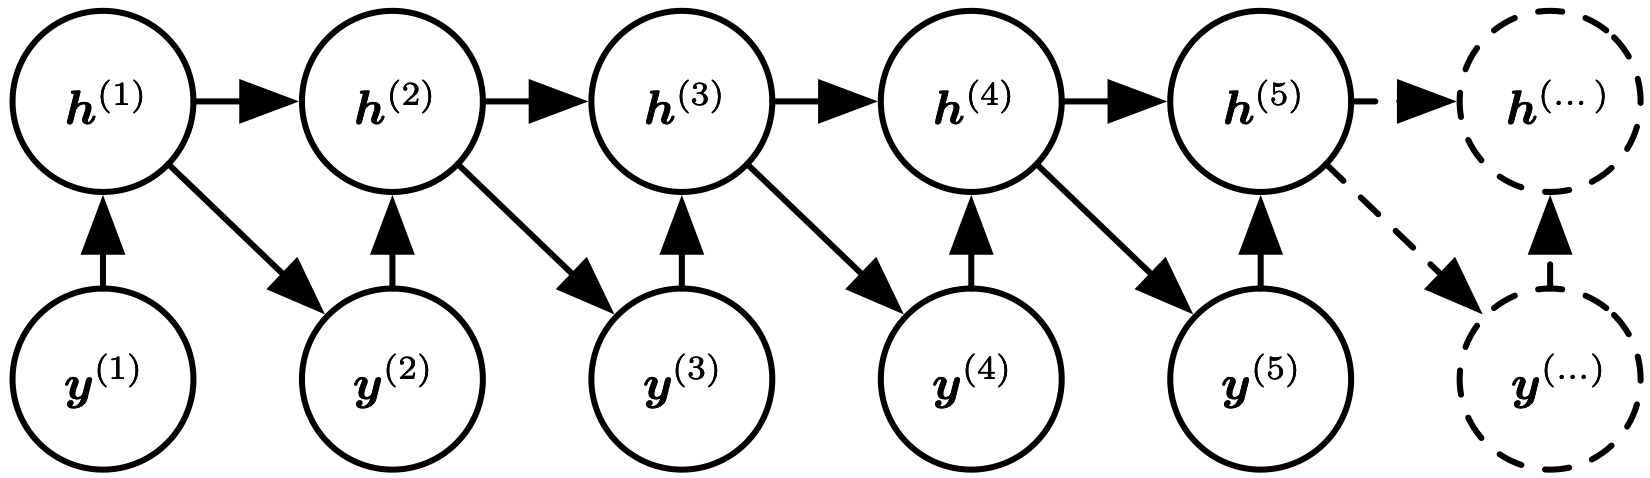 h(1) h(2) h(3) h(4) h(5) h(...)
y(1) y(2) y(3) y(4) y(5) y(...)